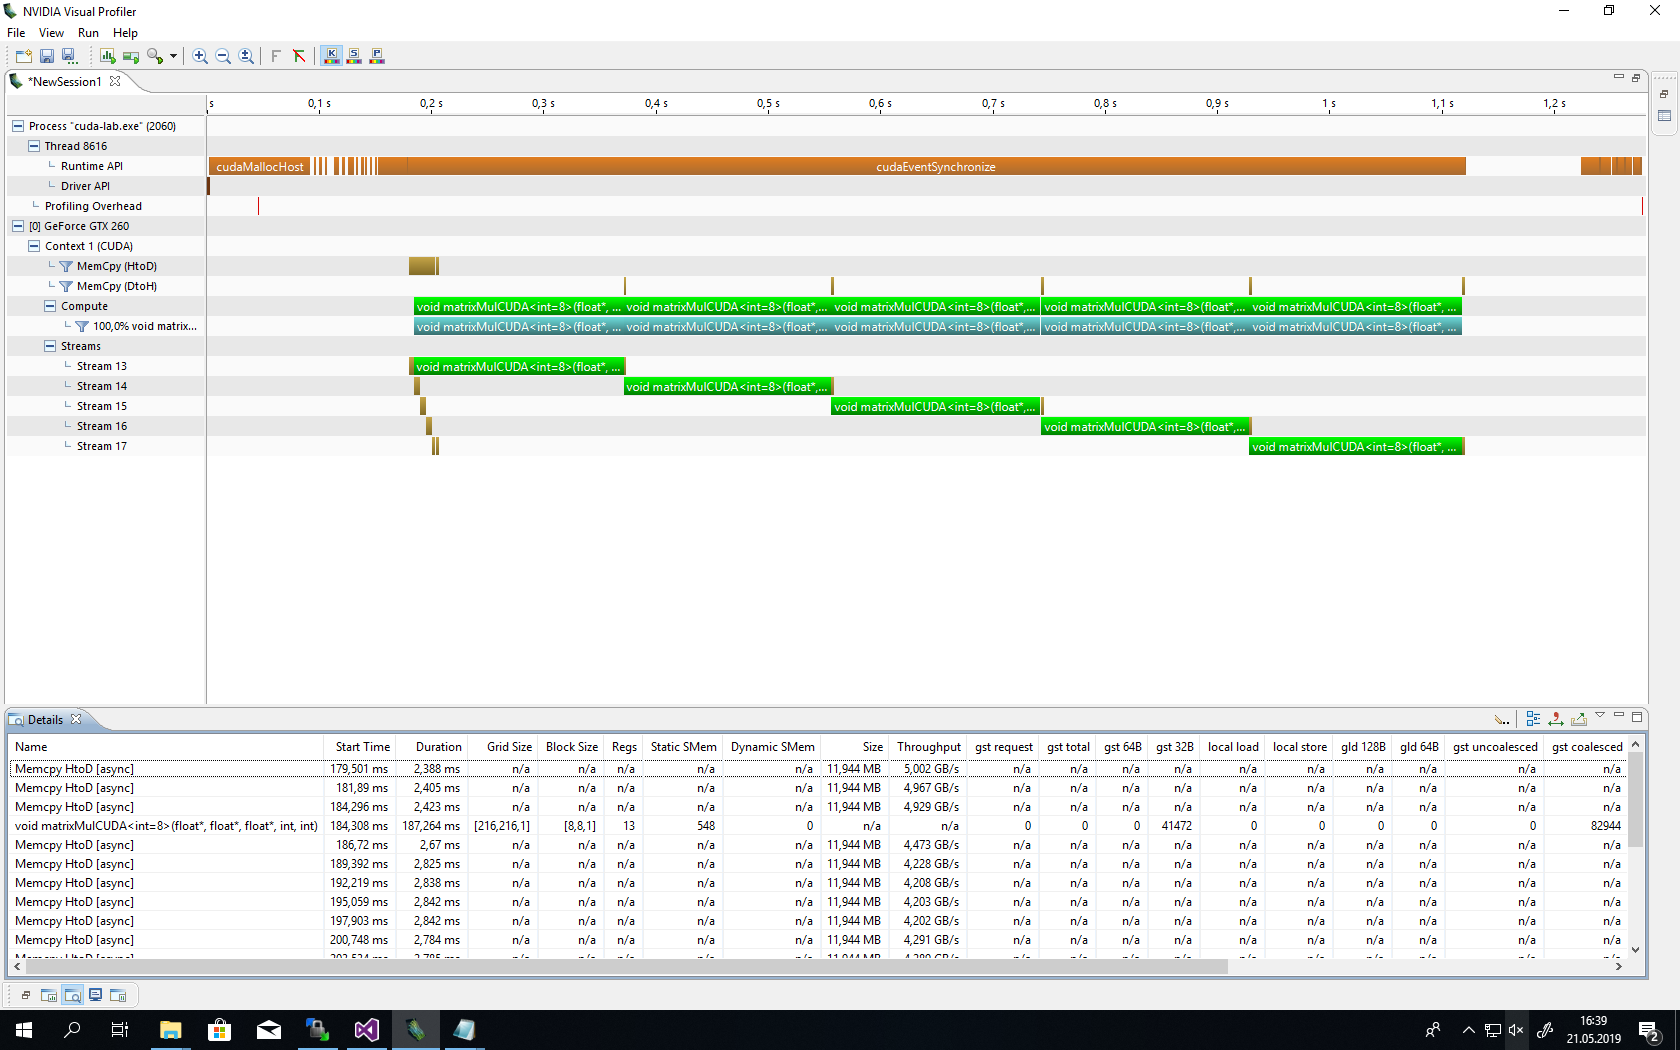 NVIDIA Visual Profiler
File View Run Help
*NewSession1
s 0,1 s 0,2 s 0,3 s 0,4 s 0,5 s 0,6 s 0,7 s 0,8 s 0,9 s 1 s 1,1 s 1,2 s
Process "cuda-lab.exe" (2060)
Thread 8616
Runtime API cudaMallocHost cudaEventSynchronize
Driver API
Profiling Overhead
[0] GeForce GTX 260
Context 1 (CUDA)
MemCpy (HtoD)
MemCpy (DtoH)
Compute void matrixMulCUDA<int=8>(float*, ... void matrixMulCUDA<int=8>(float*,... void matrixMulCUDA<int=8>(float*,... void matrixMulCUDA<int=8>(float*,... void matrixMulCUDA<int=8>(float*, ...
100,0% void matrix... void matrixMulCUDA<int=8>(float*, ... void matrixMulCUDA<int=8>(float*,... void matrixMulCUDA<int=8>(float*,... void matrixMulCUDA<int=8>(float*,... void matrixMulCUDA<int=8>(float*, ...
Streams
Stream 13 void matrixMulCUDA<int=8>(float*, ...
Stream 14 void matrixMulCUDA<int=8>(float*,...
Stream 15 void matrixMulCUDA<int=8>(float*,...
Stream 16 void matrixMulCUDA<int=8>(float*,...
Stream 17 void matrixMulCUDA<int=8>(float*, ...
Details
Name Start Time Duration Grid Size Block Size Regs Static SMem Dynamic SMem Size Throughput gst request gst total gst 64B gst 32B local load local store gld 128B gld 64B gst uncoalesced gst coalesced
Memcpy HtoD [async] 179,501 ms 2,388 ms n/a n/a n/a n/a n/a 11,944 MB 5,002 GB/s n/a n/a n/a n/a n/a n/a n/a n/a n/a n/a
Memcpy HtoD [async] 181,89 ms 2,405 ms n/a n/a n/a n/a n/a 11,944 MB 4,967 GB/s n/a n/a n/a n/a n/a n/a n/a n/a n/a n/a
Memcpy HtoD [async] 184,296 ms 2,423 ms n/a n/a n/a n/a n/a 11,944 MB 4,929 GB/s n/a n/a n/a n/a n/a n/a n/a n/a n/a n/a
void matrixMulCUDA<int=8>(float*, float*, float*, int, int) 184,308 ms 187,264 ms [216,216,1] [8,8,1] 13 548 0 n/a n/a 0 0 0 41472 0 0 0 0 0 82944
Memcpy HtoD [async] 186,72 ms 2,67 ms n/a n/a n/a n/a n/a 11,944 MB 4,473 GB/s n/a n/a n/a n/a n/a n/a n/a n/a n/a n/a
Memcpy HtoD [async] 189,392 ms 2,825 ms n/a n/a n/a n/a n/a 11,944 MB 4,228 GB/s n/a n/a n/a n/a n/a n/a n/a n/a n/a n/a
Memcpy HtoD [async] 192,219 ms 2,838 ms n/a n/a n/a n/a n/a 11,944 MB 4,208 GB/s n/a n/a n/a n/a n/a n/a n/a n/a n/a n/a
Memcpy HtoD [async] 195,059 ms 2,842 ms n/a n/a n/a n/a n/a 11,944 MB 4,203 GB/s n/a n/a n/a n/a n/a n/a n/a n/a n/a n/a
Memcpy HtoD [async] 197,903 ms 2,842 ms n/a n/a n/a n/a n/a 11,944 MB 4,202 GB/s n/a n/a n/a n/a n/a n/a n/a n/a n/a n/a
Memcpy HtoD [async] 200,748 ms 2,784 ms n/a n/a n/a n/a n/a 11,944 MB 4,291 GB/s n/a n/a n/a n/a n/a n/a n/a n/a n/a n/a
16:39
21.05.2019
2